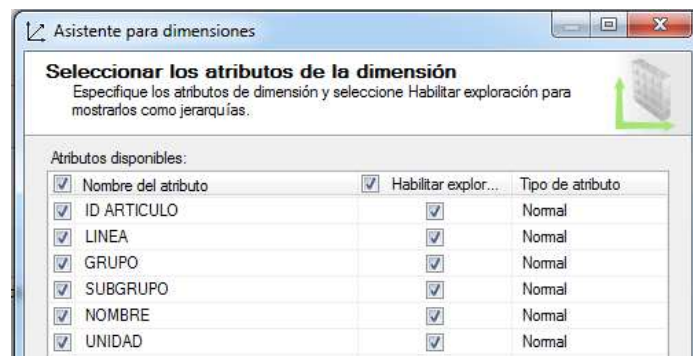 Asistente para dimensiones
Seleccionar los atributos de la dimensión
Especifique los atributos de dimensión y seleccione Habilitar exploración para
mostrarlos como jerarquías.
Atributos disponibles:
Nombre del atributo Habilitar explor... Tipo de atributo
ID ARTICULO Normal
LINEA Normal
GRUPO Normal
SUBGRUPO Normal
NOMBRE Normal
UNIDAD Normal